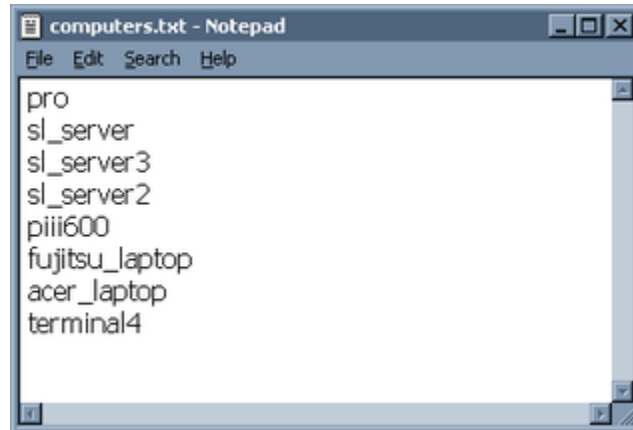 computers.txt - Notepad
File Edit Search Help
pro
sl_server
sl_server3
sl_server2
piii600
fujitsu_laptop
acer_laptop
terminal4